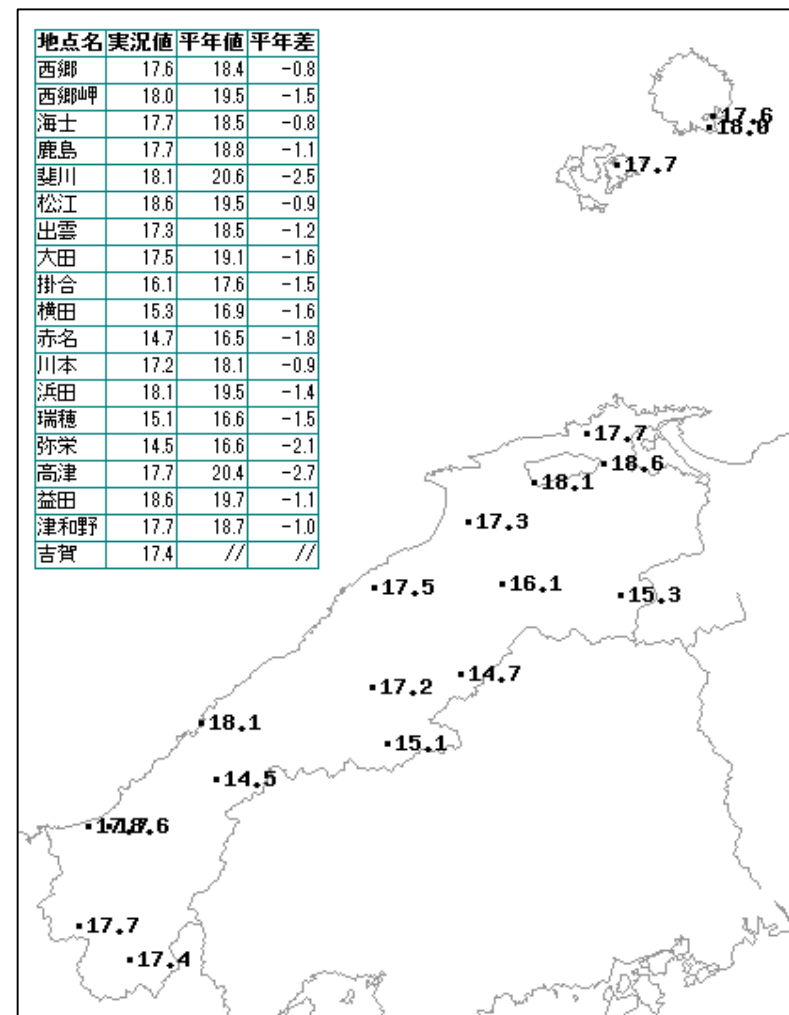 地点名 実況値 平年値 平年差
西郷 17.6 18.4 -0.8
西郷岬 18.0 19.5 -1.5
海士 17.7 18.5 -0.8
鹿島 17.7 18.8 -1.1
斐川 18.1 20.6 -2.5
松江 18.6 19.5 -0.9
出雲 17.3 18.5 -1.2
大田 17.5 19.1 -1.6
掛合 16.1 17.6 -1.5
横田 15.3 16.9 -1.6
赤名 14.7 16.5 -1.8
川本 17.2 18.1 -0.9
浜田 18.1 19.5 -1.4
瑞穂 15.1 16.6 -1.5
弥栄 14.5 16.6 -2.1
高津 17.7 20.4 -2.7
益田 18.6 19.7 -1.1
津和野 17.7 18.7 -1.0
吉賀 17.4 // //
17.6
18.0
17.7
17.7
18.6
18.1
17.3
17.5
16.1
15.3
14.7
17.2
18.1
15.1
14.5
17.7
17.4